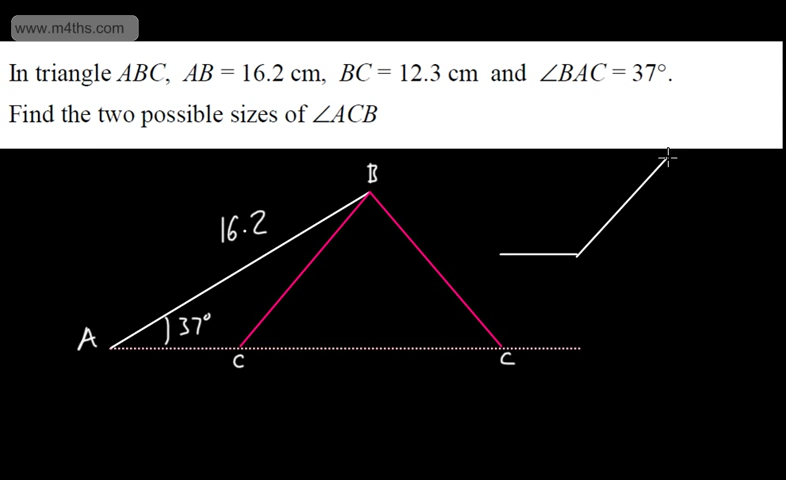 www.m4ths.com
In triangle ABC, AB = 16.2 cm, BC = 12.3 cm and ∠BAC = 37°.
Find the two possible sizes of ∠ACB
B
16.2
A
37°
C
C